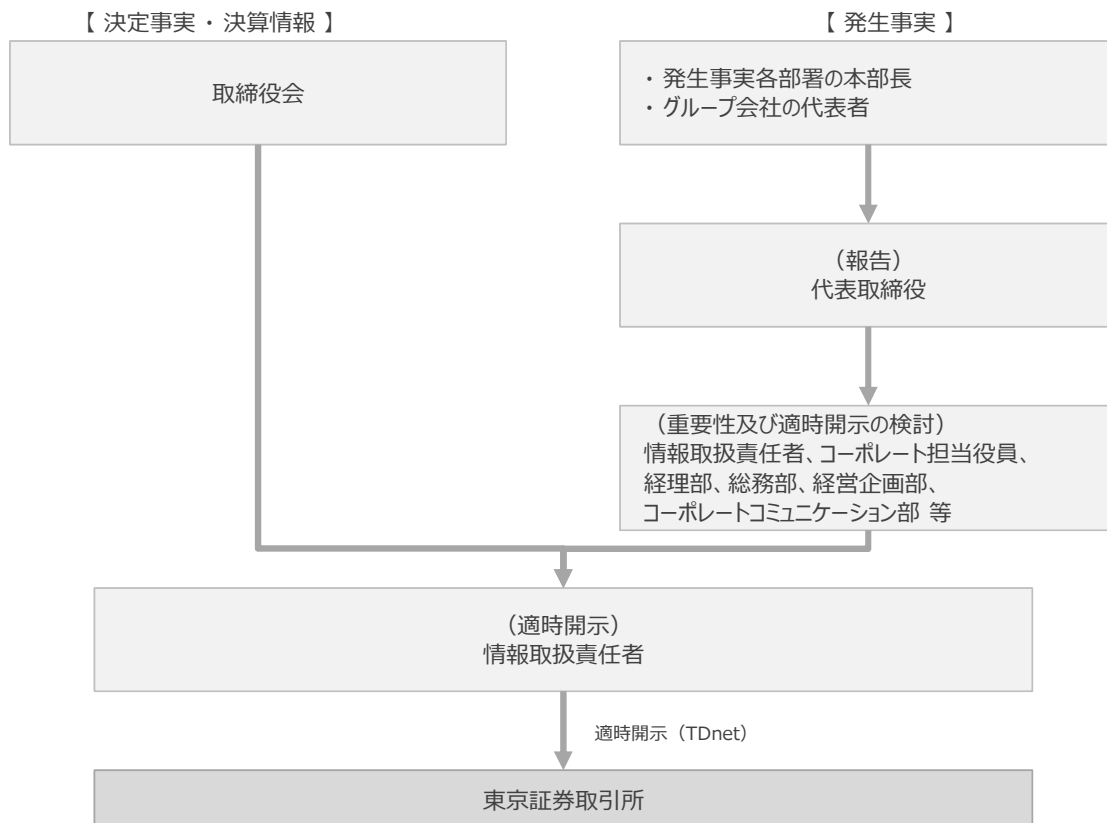 【 決定事実 ・ 決算情報 】
取締役会
【 発生事実 】
・ 発生事実各部署の本部長
・ グループ会社の代表者
（報告）
代表取締役
（重要性及び適時開示の検討）
情報取扱責任者、コーポレート担当役員、
経理部、総務部、経営企画部、
コーポレートコミュニケーション部 等
（適時開示）
情報取扱責任者
適時開示（TDnet）
東京証券取引所